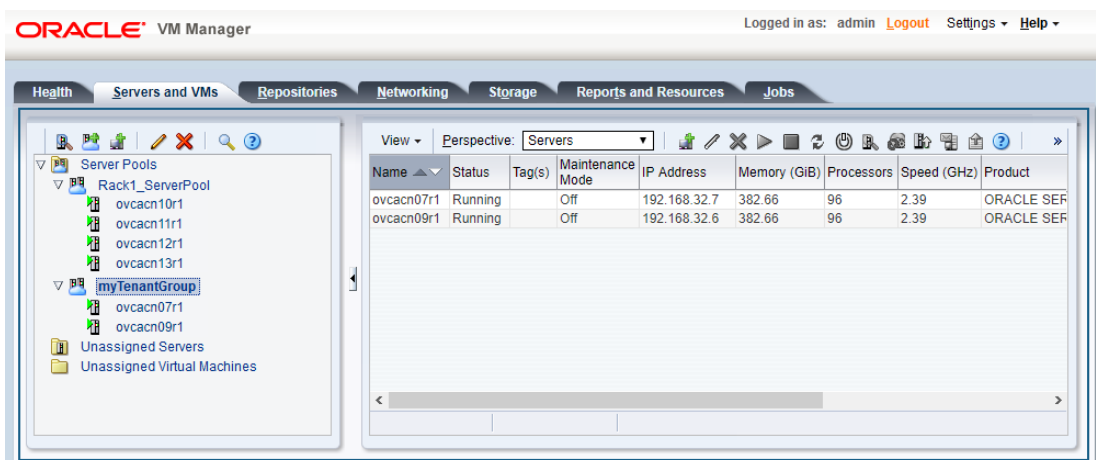 ORACLE VM Manager
Logged in as: admin Logout Settings Help
Health Servers and VMs Repositories Networking Storage Reports and Resources Jobs
Server Pools
Rack1_ServerPool
ovcacn10r1
ovcacn11r1
ovcacn12r1
ovcacn13r1
myTenantGroup
ovcacn07r1
ovcacn09r1
Unassigned Servers
Unassigned Virtual Machines
View Perspective: Servers »
Name Status Tag(s) Maintenance Mode IP Address Memory (GiB) Processors Speed (GHz) Product
ovcacn07r1 Running Off 192.168.32.7 382.66 96 2.39 ORACLE SER
ovcacn09r1 Running Off 192.168.32.6 382.66 96 2.39 ORACLE SER